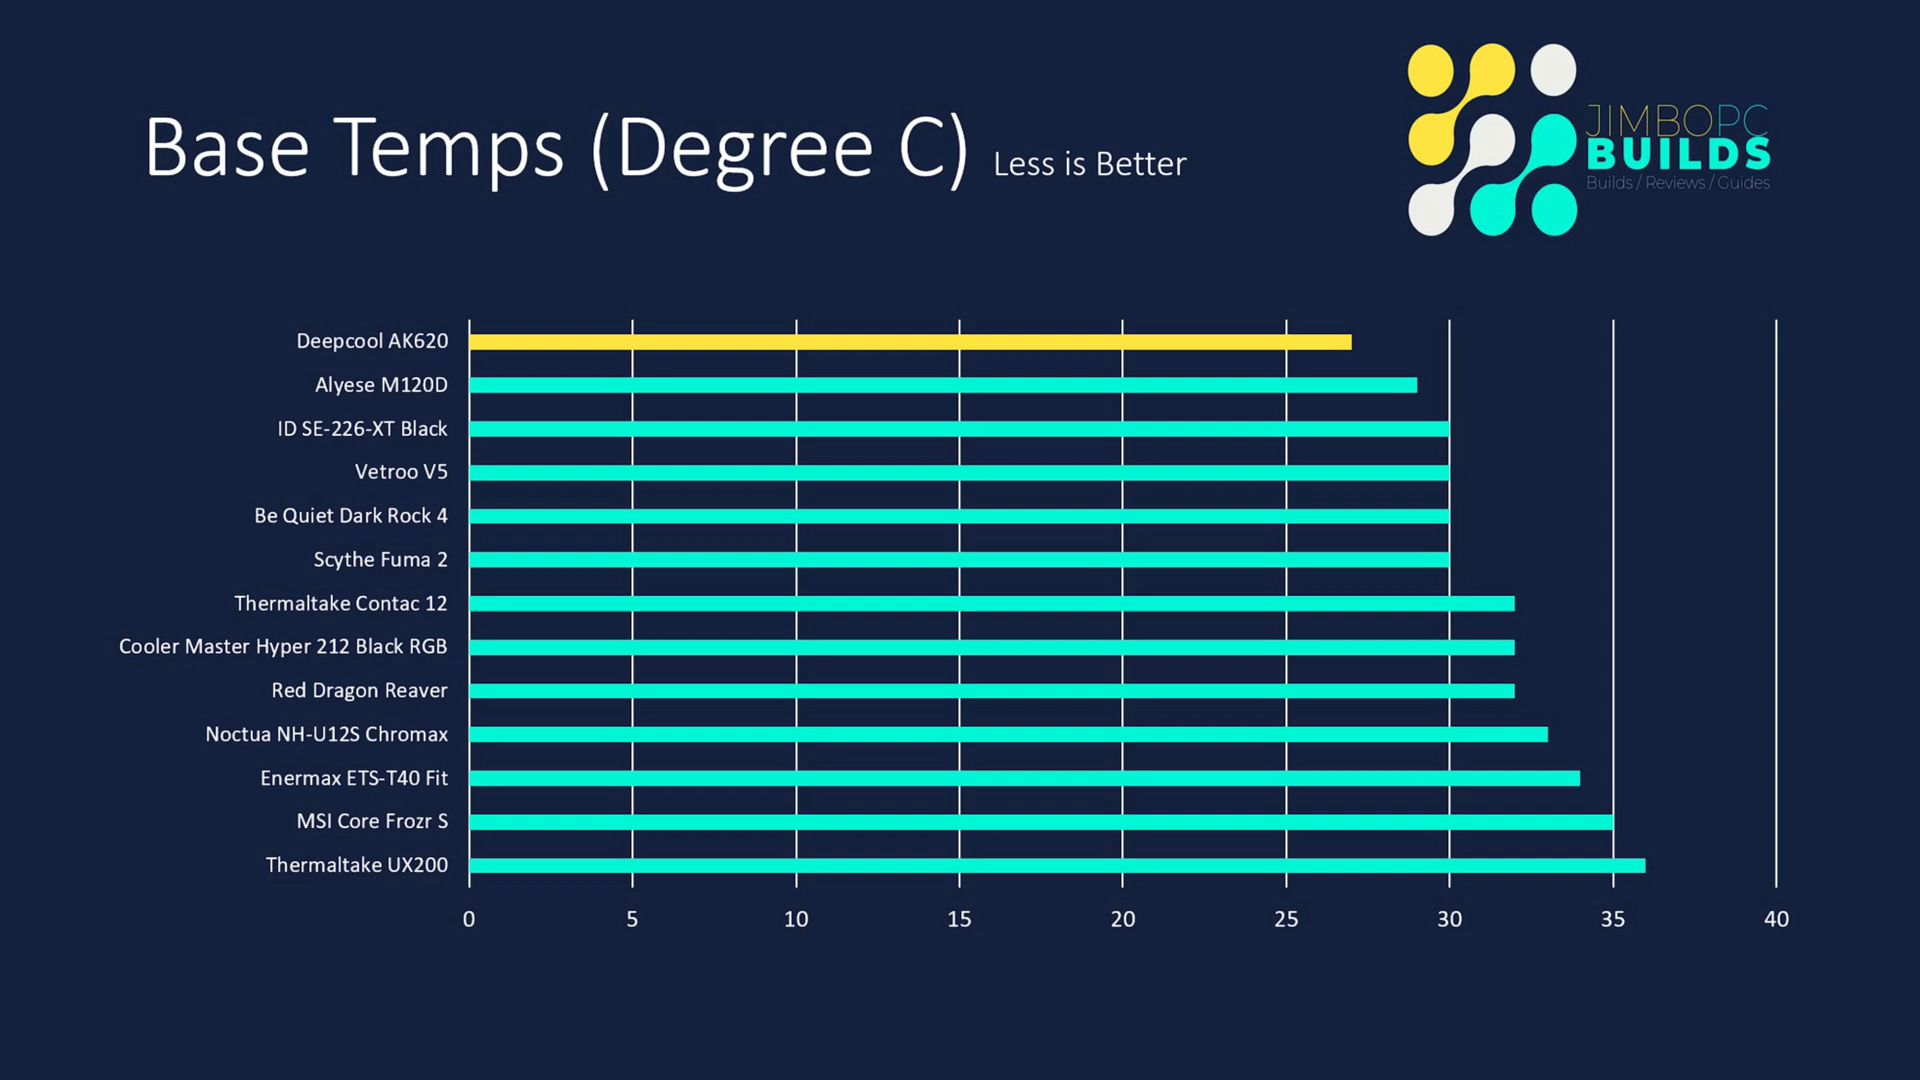 Base Temps (Degree C) Less is Better
JIMBOPC
BUILDS
Builds / Reviews / Guides
Deepcool AK620
Alyese M120D
ID SE-226-XT Black
Vetroo V5
Be Quiet Dark Rock 4
Scythe Fuma 2
Thermaltake Contac 12
Cooler Master Hyper 212 Black RGB
Red Dragon Reaver
Noctua NH-U12S Chromax
Enermax ETS-T40 Fit
MSI Core Frozr S
Thermaltake UX200
0 5 10 15 20 25 30 35 40